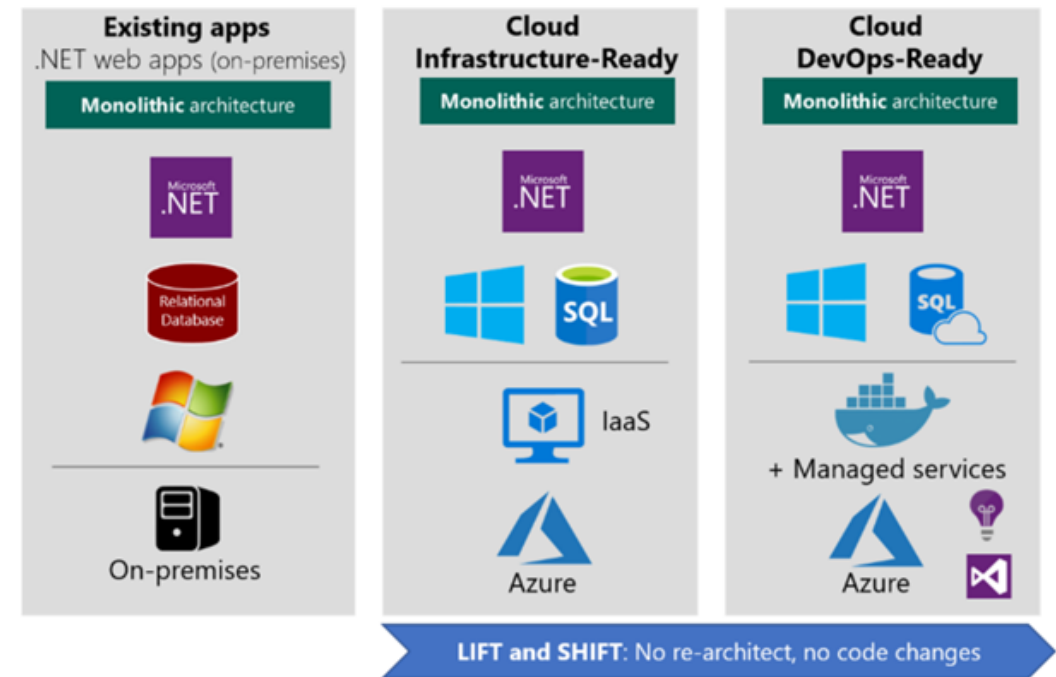 Existing apps
.NET web apps (on-premises)
Monolithic architecture
Microsoft
.NET
Relational
Database
On-premises
Cloud
Infrastructure-Ready
Monolithic architecture
Microsoft
.NET
SQL
IaaS
Azure
Cloud
DevOps-Ready
Monolithic architecture
Microsoft
.NET
SQL
+ Managed services
Azure
LIFT and SHIFT: No re-architect, no code changes